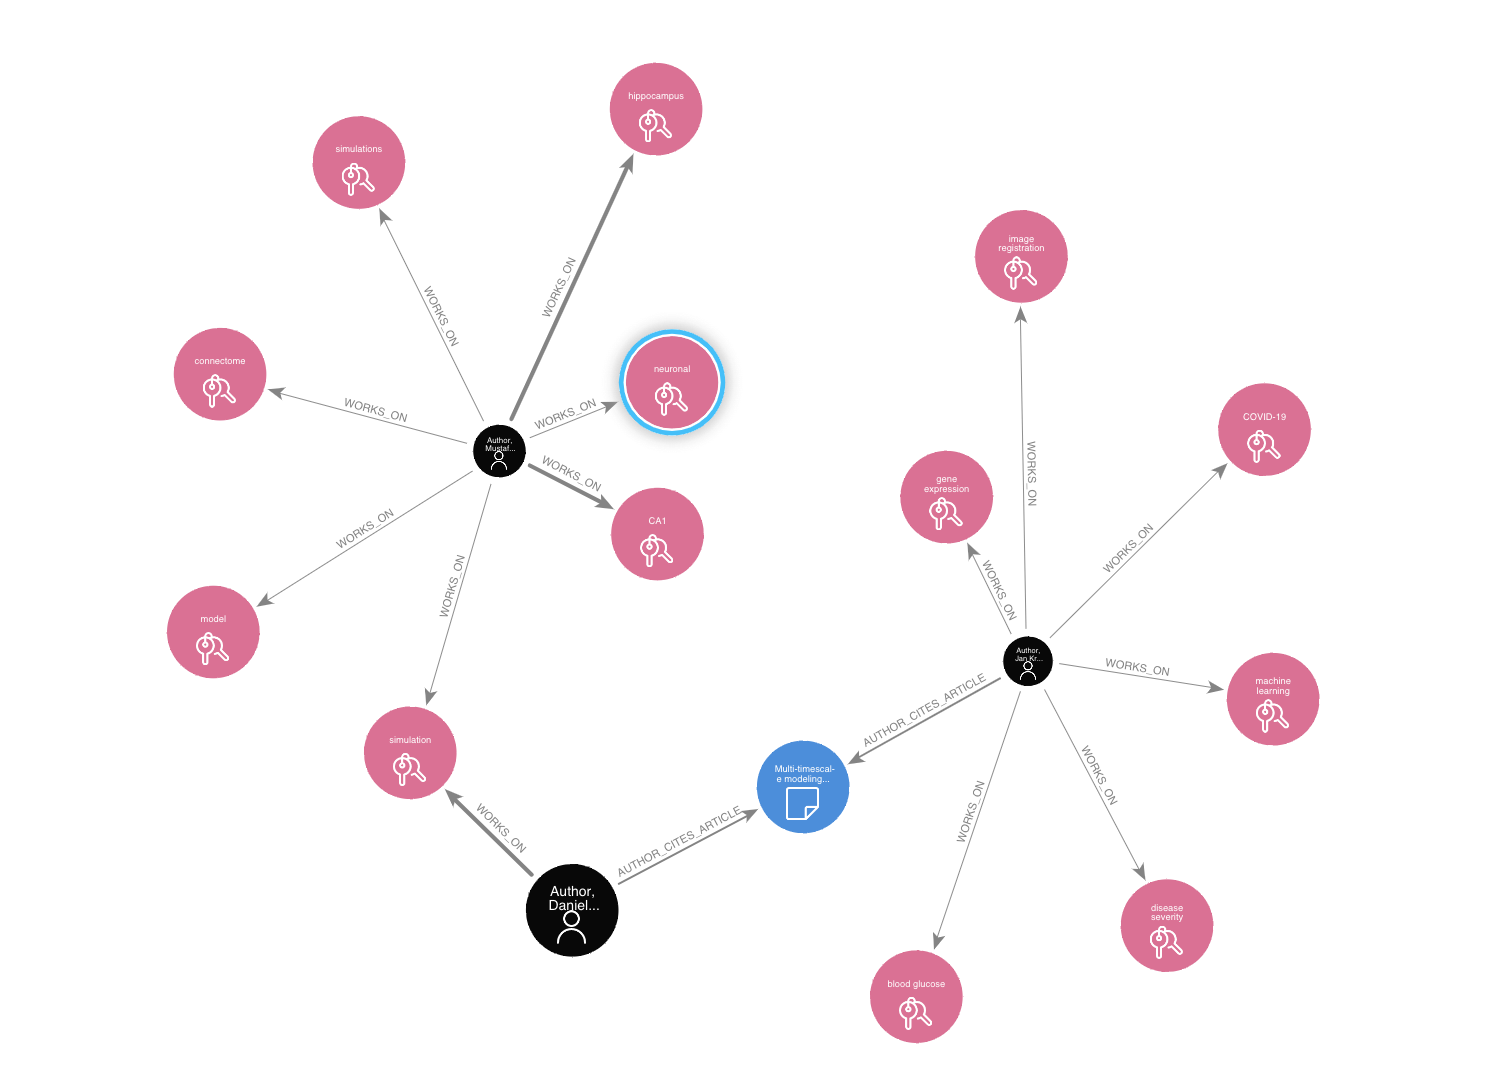 hippocampus
simulations
WORKS_ON
WORKS_ON
image
registration
connectome
neuronal
WORKS_ON
WORKS_ON
COVID-19
Author,
Mustaf...
WORKS_ON
WORKS_ON
gene
expression
CA1
WORKS_ON
WORKS_ON
WORKS_ON
WORKS_ON
model
Author,
Jan Kr...
WORKS_ON
machine
learning
AUTHOR_CITES_ARTICLE
simulation
Multi-timescal-
e modeling...
WORKS_ON
WORKS_ON
WORKS_ON
AUTHOR_CITES_ARTICLE
Author,
Daniel...
disease
severity
blood glucose